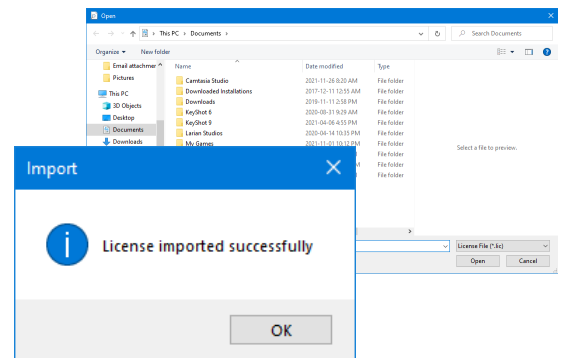 Open
This PC > Documents >
Search Documents
Organize
New folder
Email attachmer
Pictures
This PC
3D Objects
Desktop
Documents
Downloads
Name Date modified Type
Camtasia Studio 2021-11-26 8:20 AM File folder
Downloaded Installations 2017-12-11 12:55 AM File folder
Downloads 2019-11-11 2:58 PM File folder
KeyShot 6 2020-08-31 9:29 AM File folder
KeyShot 9 2021-04-06 4:55 PM File folder
Larian Studios 2020-04-14 10:35 PM File folder
My Games 2021-11-01 10:12 PM File folder
M File folder
M File folder
Select a file to preview.
License File (*.lic)
Open Cancel
Import
License imported successfully
OK